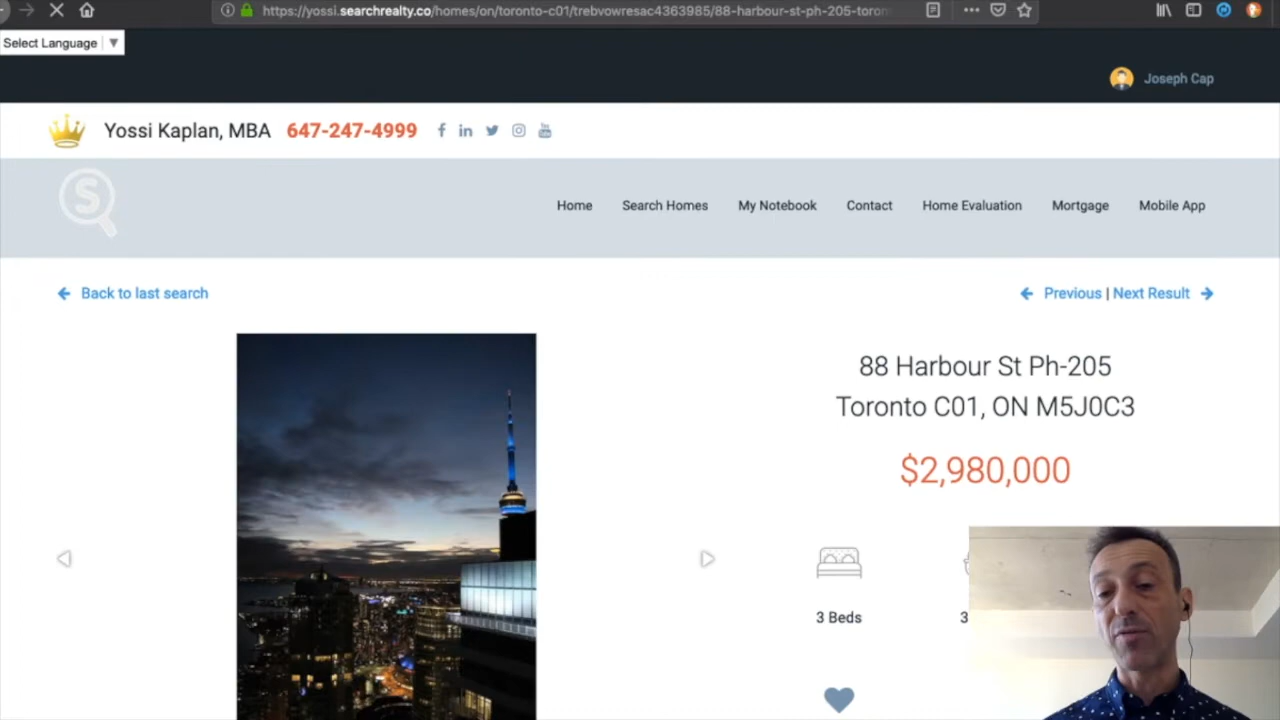 https://yossi.searchrealty.co/homes/on/toronto-c01/trebvowresac4363985/88-harbour-st-ph-205-toron
Select Language ▼
Joseph Cap
Yossi Kaplan, MBA 647-247-4999
S
Home Search Homes My Notebook Contact Home Evaluation Mortgage Mobile App
Back to last search
Previous | Next Result
88 Harbour St Ph-205
Toronto C01, ON M5J0C3
$2,980,000
3 Beds
3